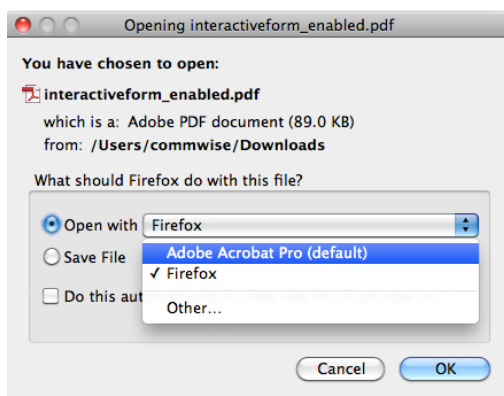 Opening interactiveform_enabled.pdf
You have chosen to open:
interactiveform_enabled.pdf
which is a: Adobe PDF document (89.0 KB)
from: /Users/commwise/Downloads
What should Firefox do with this file?
Open with Firefox
Adobe Acrobat Pro (default)
Save File
✓ Firefox
Do this aut
Other...
Cancel OK